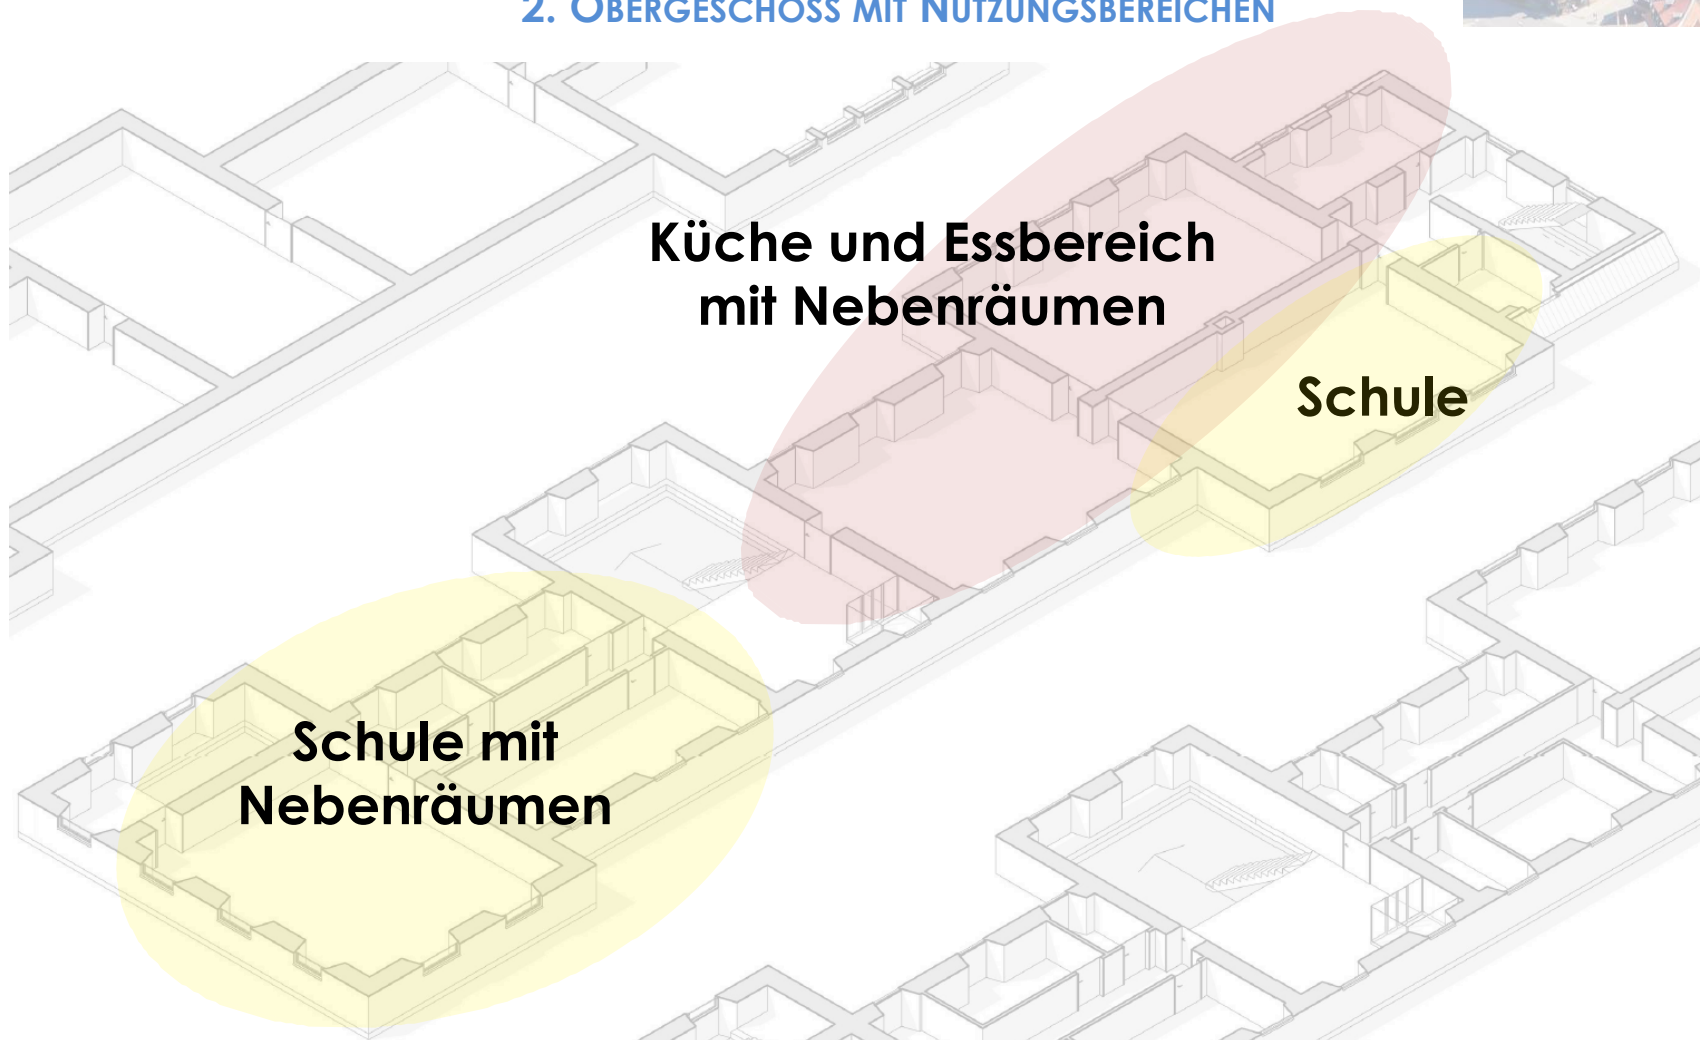 2. OBERGESCHOSS MIT NUTZUNGSBEREICHEN
Küche und Essbereich
mit Nebenräumen
Schule
Schule mit
Nebenräumen